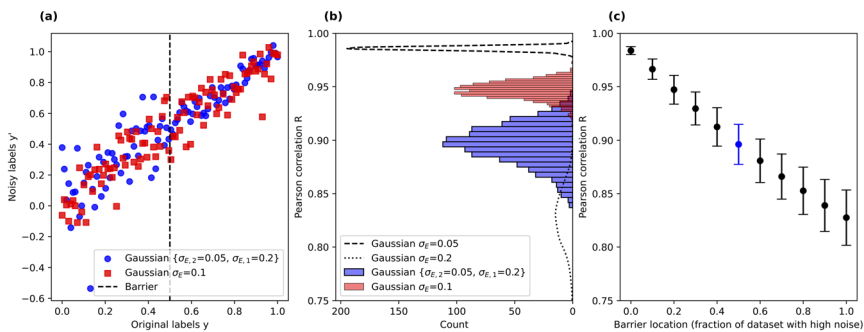 (a)
Noisy labels y'
1.0
0.8
0.6
0.4
0.2
0.0
−0.2
−0.4
−0.6
0.0 0.2 0.4 0.6 0.8 1.0
Original labels y
Gaussian {σE,2=0.05, σE,1=0.2}
Gaussian σE=0.1
Barrier
(b)
Pearson correlation R
1.00
0.95
0.90
0.85
0.80
0.75
200 150 100 50 0
Count
Gaussian σE=0.05
Gaussian σE=0.2
Gaussian {σE,2=0.05, σE,1=0.2}
Gaussian σE=0.1
(c)
Pearson correlation R
1.00
0.95
0.90
0.85
0.80
0.75
0.0 0.2 0.4 0.6 0.8 1.0
Barrier location (fraction of dataset with high noise)